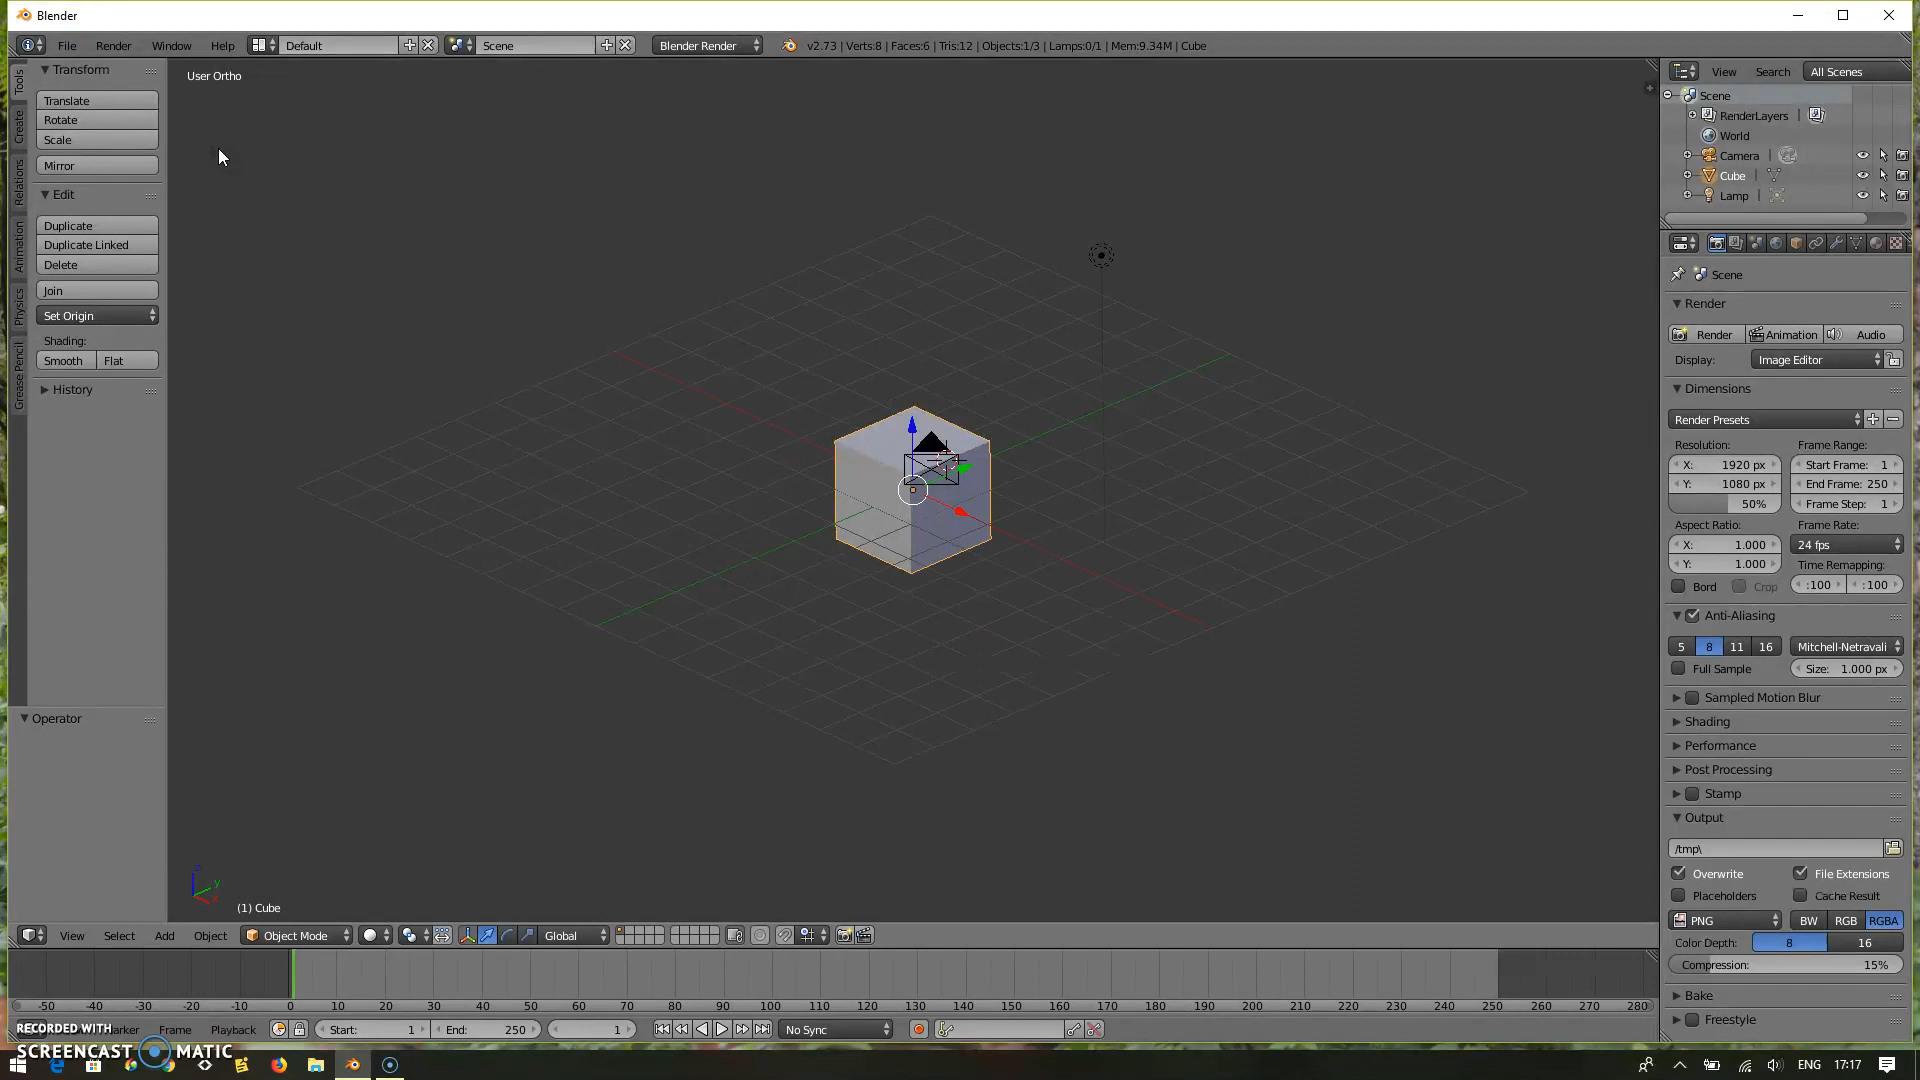 Blender
File Render Window Help Default Scene Blender Render v2.73 | Verts:8 | Faces:6 | Tris:12 | Objects:1/3 | Lamps:0/1 | Mem:9.34M | Cube
Tools
Create
Relations
Animation
Physics
Grease Pencil
Transform
Translate
Rotate
Scale
Mirror
Edit
Duplicate
Duplicate Linked
Delete
Join
Set Origin
Shading:
Smooth Flat
History
Operator
User Ortho
z
y
x
(1) Cube
View Search All Scenes
Scene
RenderLayers
World
Camera
Cube
Lamp
Scene
Render
Render Animation Audio
Display: Image Editor
Dimensions
Render Presets
Resolution: Frame Range:
X: 1920 px Start Frame: 1
Y: 1080 px End Frame: 250
50% Frame Step: 1
Aspect Ratio: Frame Rate:
X: 1.000 24 fps
Y: 1.000 Time Remapping:
Bord Crop :100 :100
Anti-Aliasing
5 8 11 16 Mitchell-Netravali
Full Sample Size: 1.000 px
Sampled Motion Blur
Shading
Performance
Post Processing
Stamp
Output
/tmp\
Overwrite File Extensions
Placeholders Cache Result
PNG BW RGB RGBA
Color Depth: 8 16
Compression: 15%
Bake
Freestyle
View Select Add Object Object Mode Global
-50 -40 -30 -20 -10 0 10 20 30 40 50 60 70 80 90 100 110 120 130 140 150 160 170 180 190 200 210 220 230 240 250 260 270 280
Frame Playback Start: 1 End: 250 1 No Sync
RECORDED WITH
SCREENCAST MATIC
ENG 17:17